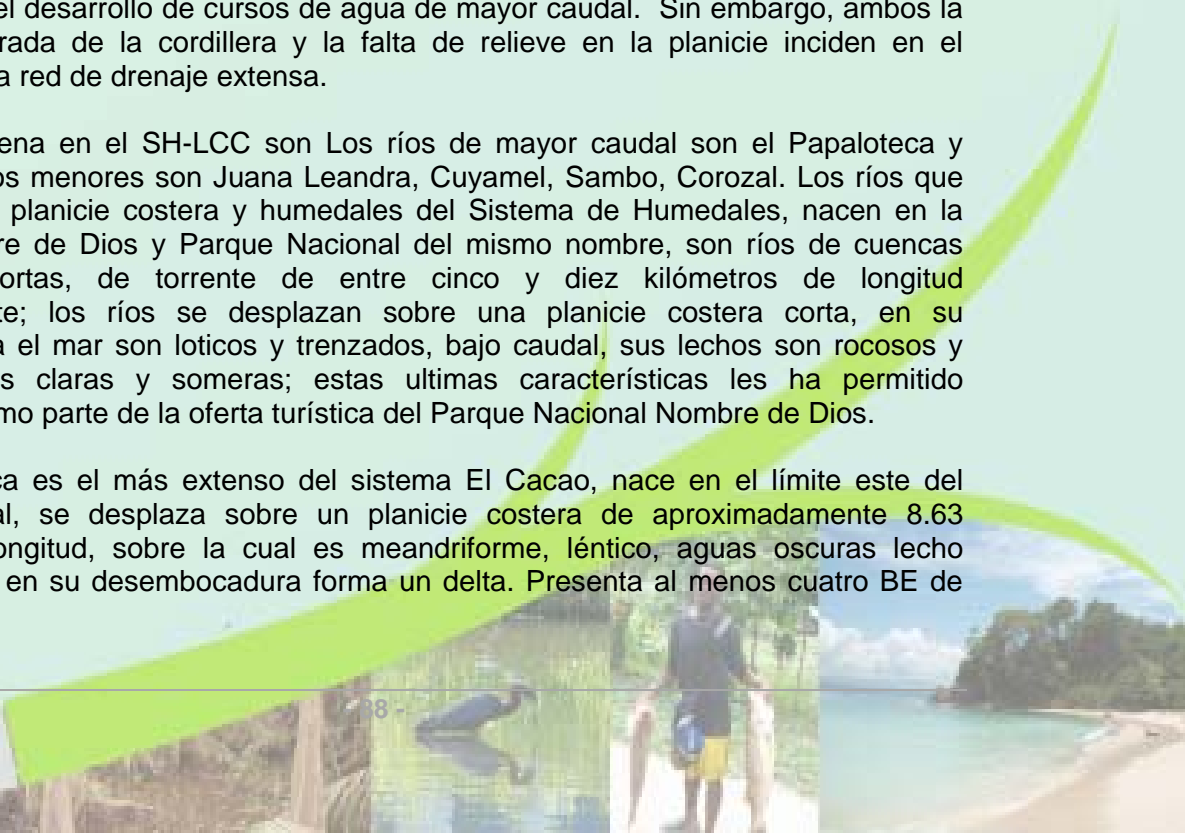 el desarrollo de cursos de agua de mayor caudal. Sin embargo, ambos la
rada de la cordillera y la falta de relieve en la planicie inciden en el
a red de drenaje extensa.
ena en el SH-LCC son Los ríos de mayor caudal son el Papaloteca y
os menores son Juana Leandra, Cuyamel, Sambo, Corozal. Los ríos que
planicie costera y humedales del Sistema de Humedales, nacen en la
re de Dios y Parque Nacional del mismo nombre, son ríos de cuencas
ortas, de torrente de entre cinco y diez kilómetros de longitud
te; los ríos se desplazan sobre una planicie costera corta, en su
a el mar son loticos y trenzados, bajo caudal, sus lechos son rocosos y
s claras y someras; estas ultimas características les ha permitido
mo parte de la oferta turística del Parque Nacional Nombre de Dios.
ca es el más extenso del sistema El Cacao, nace en el límite este del
al, se desplaza sobre un planicie costera de aproximadamente 8.63
ongitud, sobre la cual es meandriforme, léntico, aguas oscuras lecho
en su desembocadura forma un delta. Presenta al menos cuatro BE de
38 -